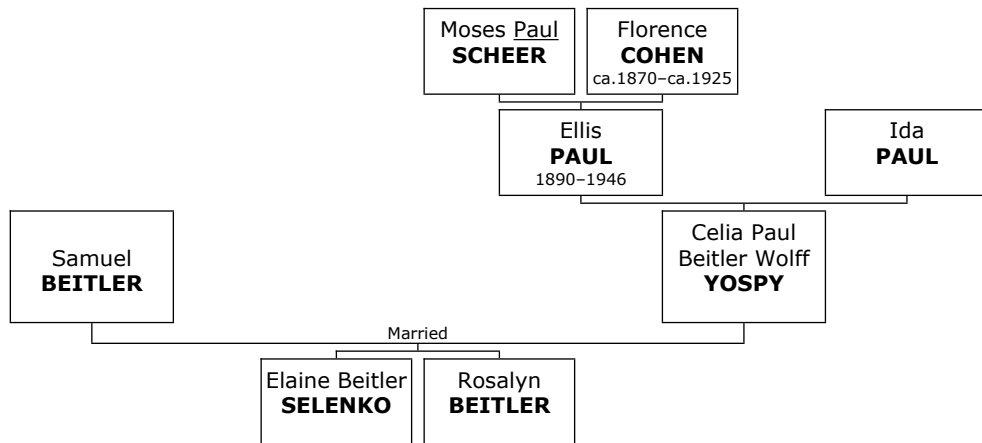 Moses Paul
SCHEER
Florence
COHEN
ca.1870–ca.1925
Ellis
PAUL
1890–1946
Ida
PAUL
Samuel
BEITLER
Celia Paul
Beitler Wolff
YOSPY
Married
Elaine Beitler
SELENKO
Rosalyn
BEITLER